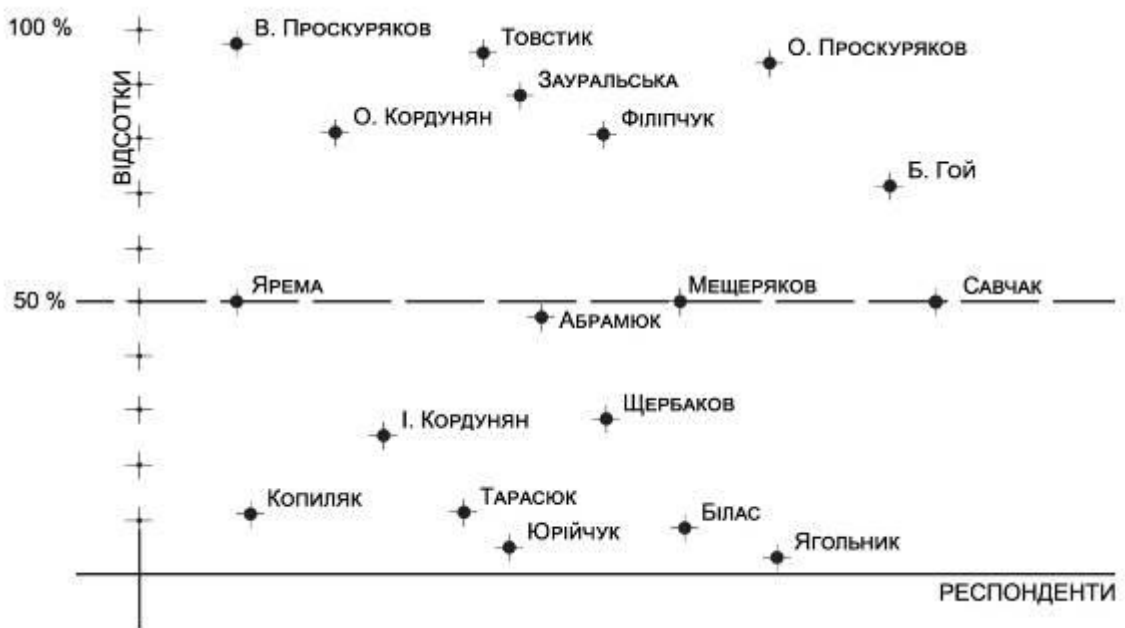 100 %
В. Проскуряков
Товстик
О. Проскуряков
Зауральська
О. Кордунян
Філіпчук
ВІДСОТКИ
Б. Гой
50 %
Ярема
Мещеряков
Савчак
Абрамюк
Щербаков
І. Кордунян
Копиляк
Тарасюк
Білас
Юрійчук
Ягольник
РЕСПОНДЕНТИ